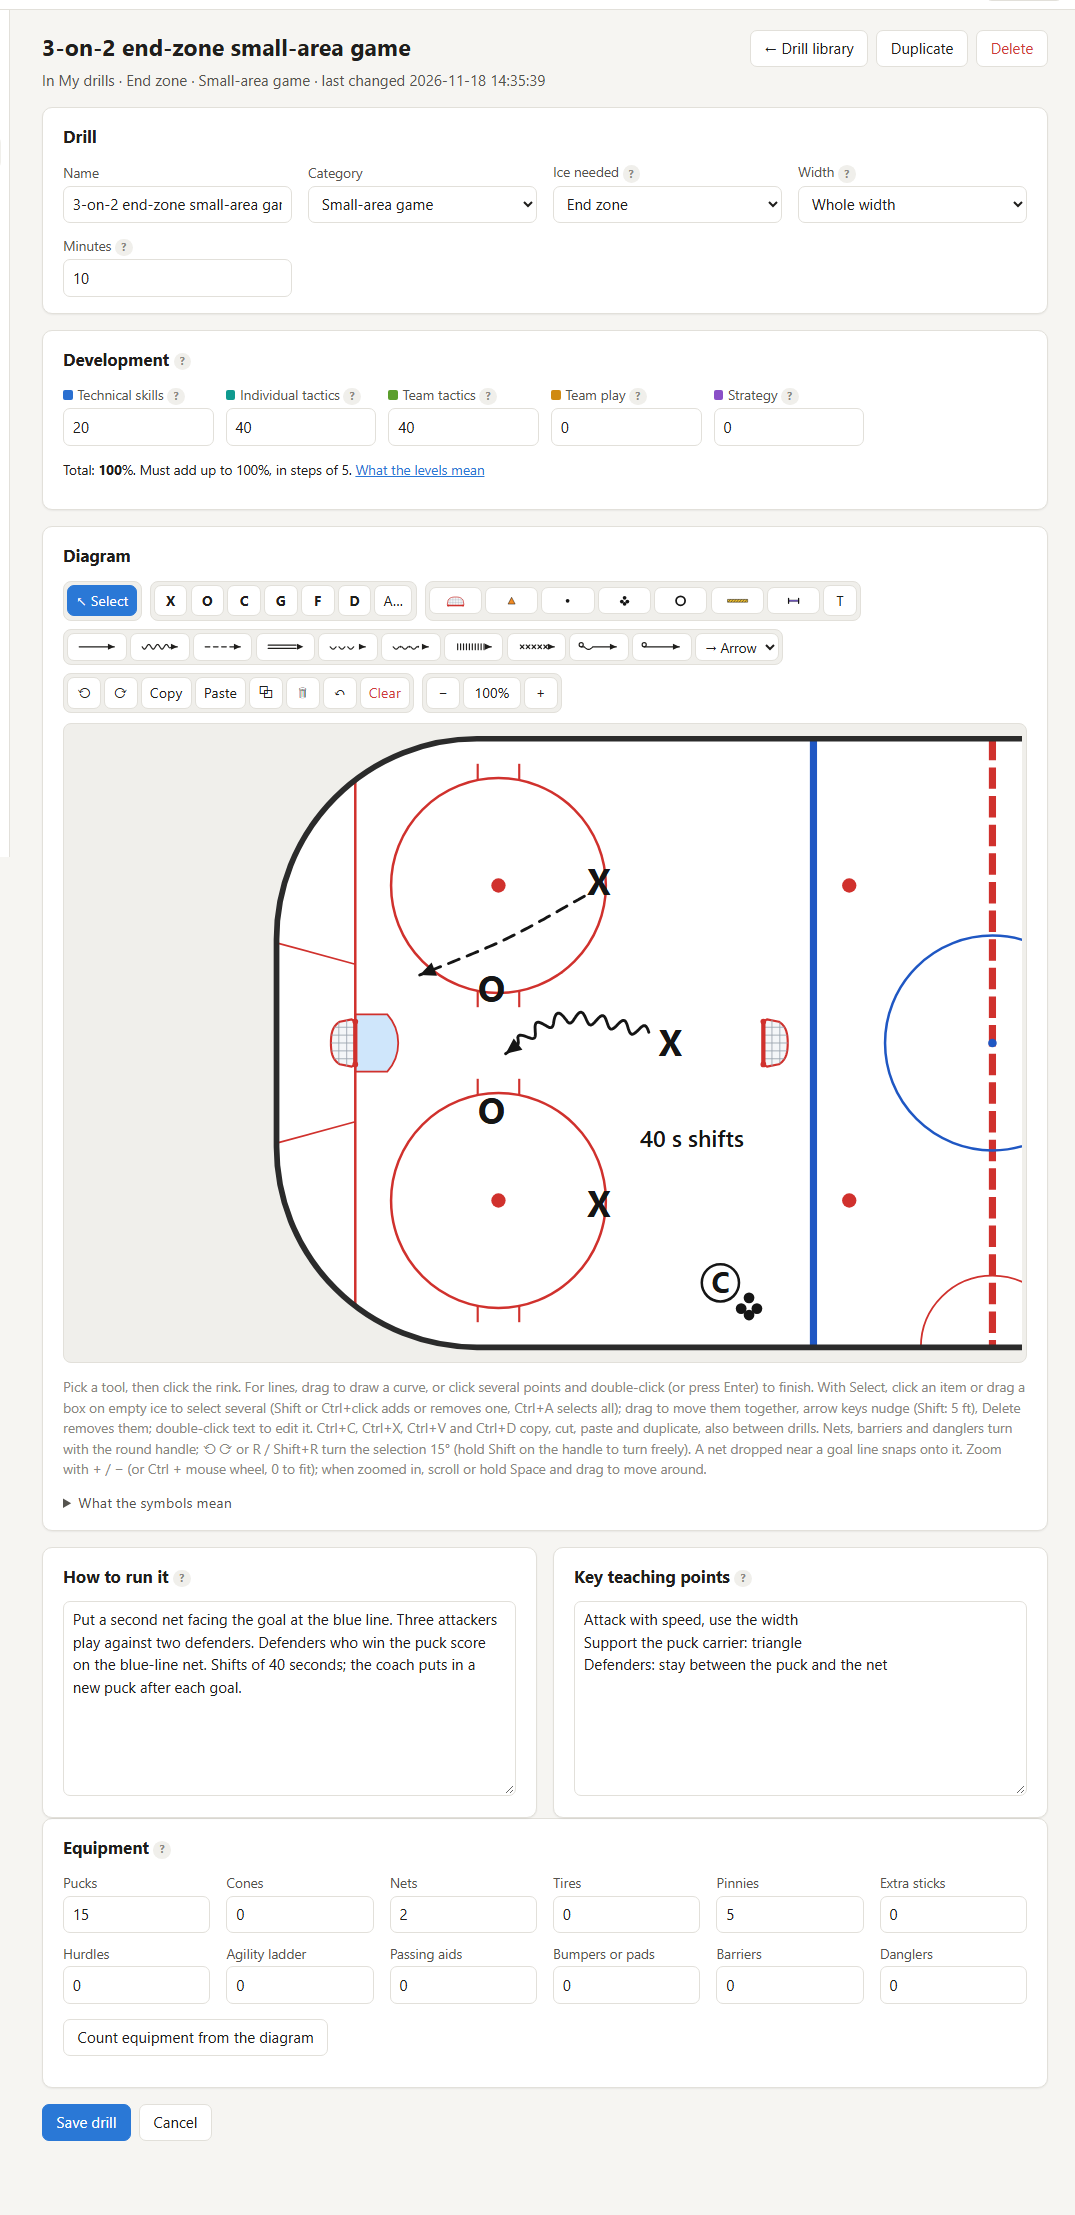 3-on-2 end-zone small-area game
← Drill library
Duplicate
Delete
In My drills · End zone · Small-area game · last changed 2026-11-18 14:35:39
Drill
Name
Category
Ice needed ?
Width ?
3-on-2 end-zone small-area gar
Small-area game
End zone
Whole width
Minutes ?
10
Development ?
Technical skills ?
Individual tactics ?
Team tactics ?
Team play ?
Strategy ?
20
40
40
0
0
Total: 100%. Must add up to 100%, in steps of 5. What the levels mean
Diagram
↖ Select
X
O
C
G
F
D
A...
T
→ Arrow
Copy
Paste
Clear
−
100%
+
X
O
X
O
40 s shifts
X
C
Pick a tool, then click the rink. For lines, drag to draw a curve, or click several points and double-click (or press Enter) to finish. With Select, click an item or drag a
box on empty ice to select several (Shift or Ctrl+click adds or removes one, Ctrl+A selects all); drag to move them together, arrow keys nudge (Shift: 5 ft), Delete
removes them; double-click text to edit it. Ctrl+C, Ctrl+X, Ctrl+V and Ctrl+D copy, cut, paste and duplicate, also between drills. Nets, barriers and danglers turn
with the round handle; ⟲ ⟳ or R / Shift+R turn the selection 15° (hold Shift on the handle to turn freely). A net dropped near a goal line snaps onto it. Zoom
with + / − (or Ctrl + mouse wheel, 0 to fit); when zoomed in, scroll or hold Space and drag to move around.
▶ What the symbols mean
How to run it ?
Put a second net facing the goal at the blue line. Three attackers
play against two defenders. Defenders who win the puck score
on the blue-line net. Shifts of 40 seconds; the coach puts in a
new puck after each goal.
Key teaching points ?
Attack with speed, use the width
Support the puck carrier: triangle
Defenders: stay between the puck and the net
Equipment ?
Pucks
Cones
Nets
Tires
Pinnies
Extra sticks
15
0
2
0
5
0
Hurdles
Agility ladder
Passing aids
Bumpers or pads
Barriers
Danglers
0
0
0
0
0
0
Count equipment from the diagram
Save drill
Cancel